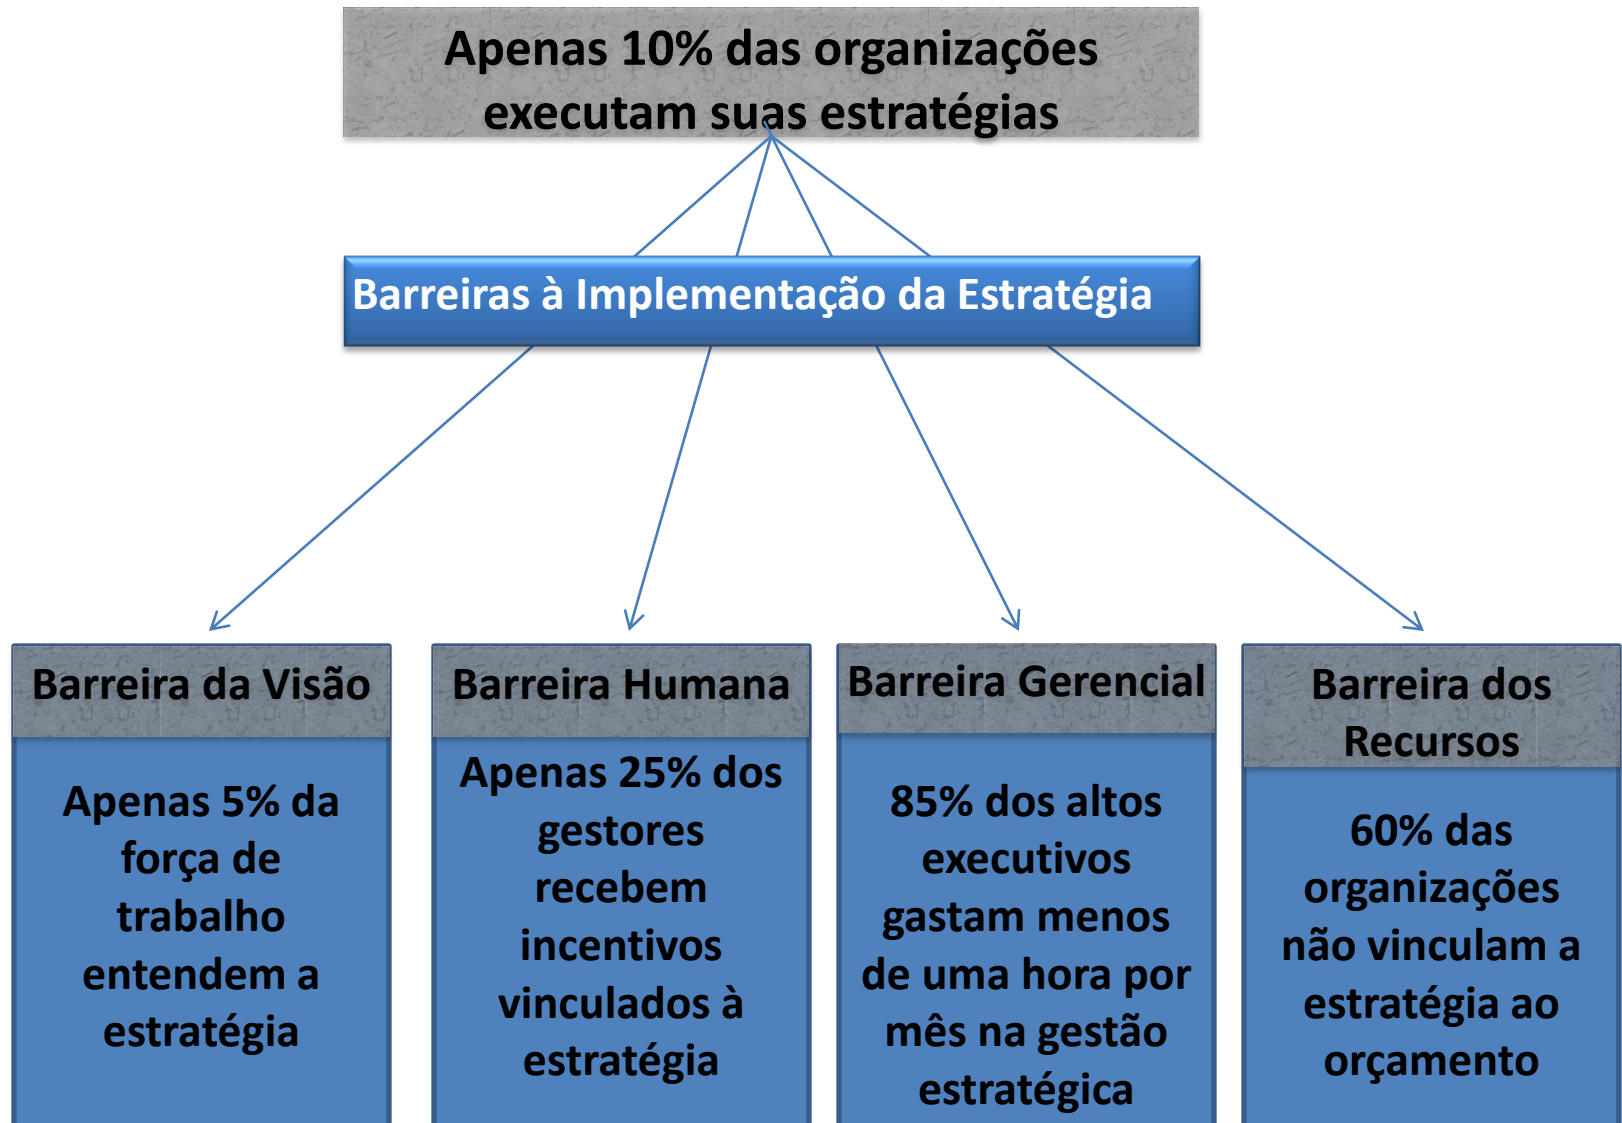 Apenas 10% das organizações
executam suas estratégias
Barreiras à Implementação da Estratégia
Barreira da Visão
Apenas 5% da
força de
trabalho
entendem a
estratégia
Barreira Humana
Apenas 25% dos
gestores
recebem
incentivos
vinculados à
estratégia
Barreira Gerencial
85% dos altos
executivos
gastam menos
de uma hora por
mês na gestão
estratégica
Barreira dos
Recursos
60% das
organizações
não vinculam a
estratégia ao
orçamento